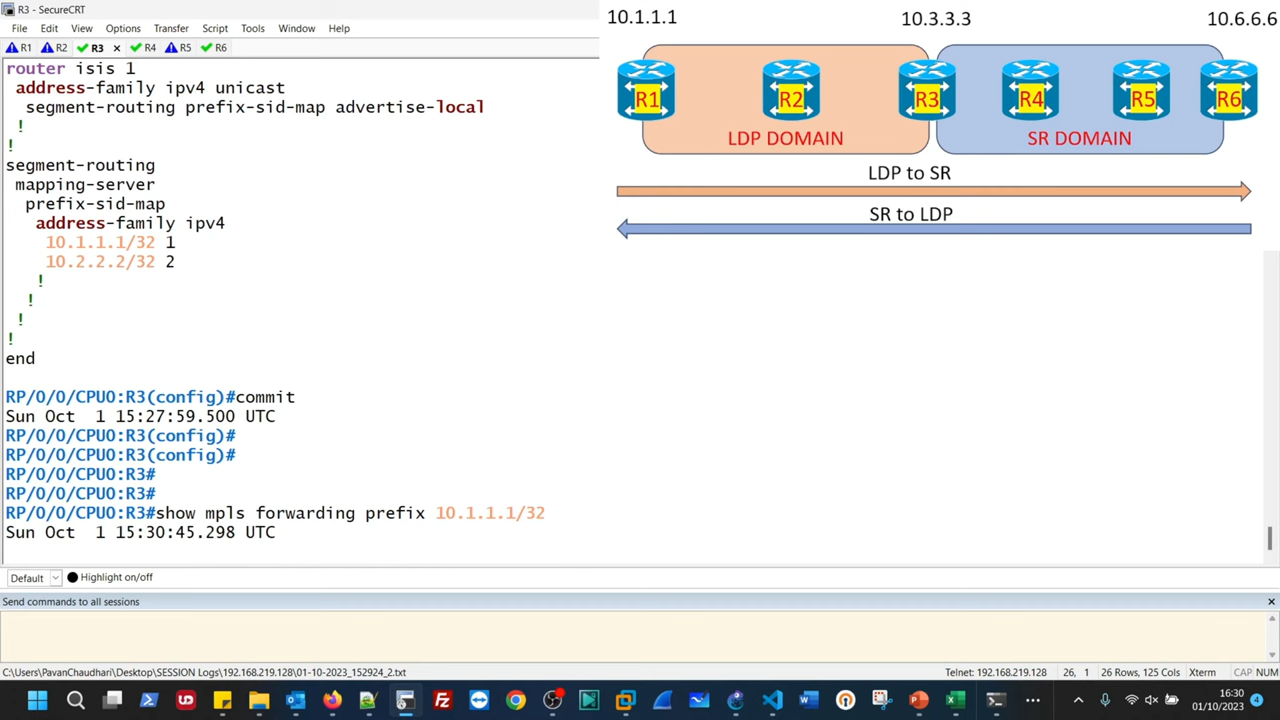 R3 - SecureCRT
File Edit View Options Transfer Script Tools Window Help
R1 R2 R3 × R4 R5 R6
router isis 1
address-family ipv4 unicast
segment-routing prefix-sid-map advertise-local
!
!
segment-routing
mapping-server
prefix-sid-map
address-family ipv4
10.1.1.1/32 1
10.2.2.2/32 2
!
!
!
!
end
RP/0/0/CPU0:R3(config)#commit
Sun Oct 1 15:27:59.500 UTC
RP/0/0/CPU0:R3(config)#
RP/0/0/CPU0:R3(config)#
RP/0/0/CPU0:R3#
RP/0/0/CPU0:R3#
RP/0/0/CPU0:R3#show mpls forwarding prefix 10.1.1.1/32
Sun Oct 1 15:30:45.298 UTC
10.1.1.1 10.3.3.3 10.6.6.6
R1 R2 R3 R4 R5 R6
LDP DOMAIN SR DOMAIN
LDP to SR
SR to LDP
Default Highlight on/off
Send commands to all sessions ×
C:\Users\PavanChaudhari\Desktop\SESSION Logs\192.168.219.128\01-10-2023_152924_2.txt Telnet: 192.168.219.128 26, 1 26 Rows, 125 Cols Xterm CAP NUM
16:30
01/10/2023 4